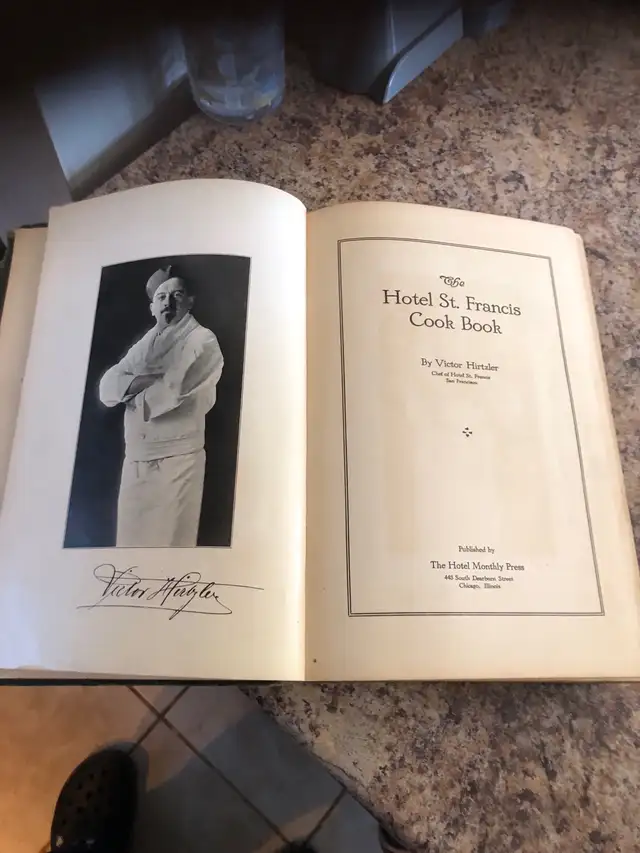 Victor Hirtzler
The
Hotel St. Francis
Cook Book
By Victor Hirtzler
Chef of Hotel St. Francis
San Francisco
Published by
The Hotel Monthly Press
443 South Dearborn Street
Chicago, Illinois